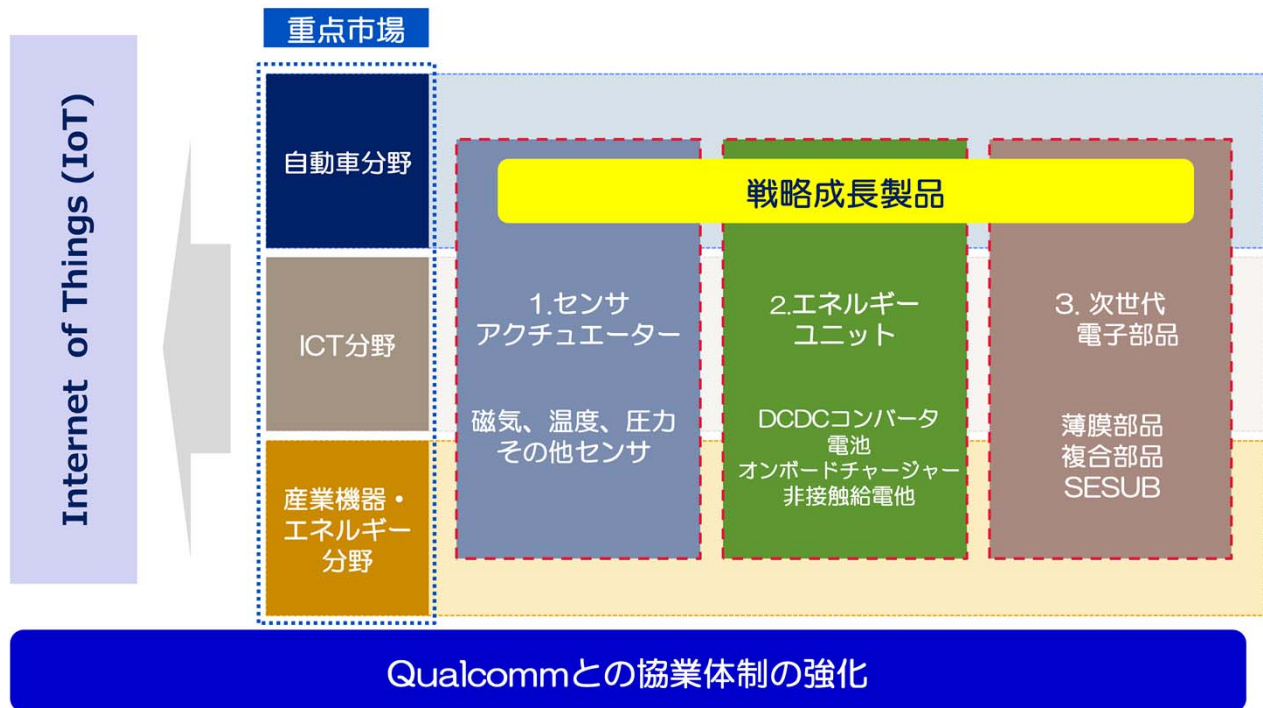 重点市場
Internet of Things (IoT)
自動車分野
ICT分野
産業機器・
エネルギー
分野
戦略成長製品
1.センサ
アクチュエーター
磁気、温度、圧力
その他センサ
2.エネルギー
ユニット
DCDCコンバータ
電池
オンボードチャージャー
非接触給電他
3. 次世代
電子部品
薄膜部品
複合部品
SESUB
Qualcommとの協業体制の強化